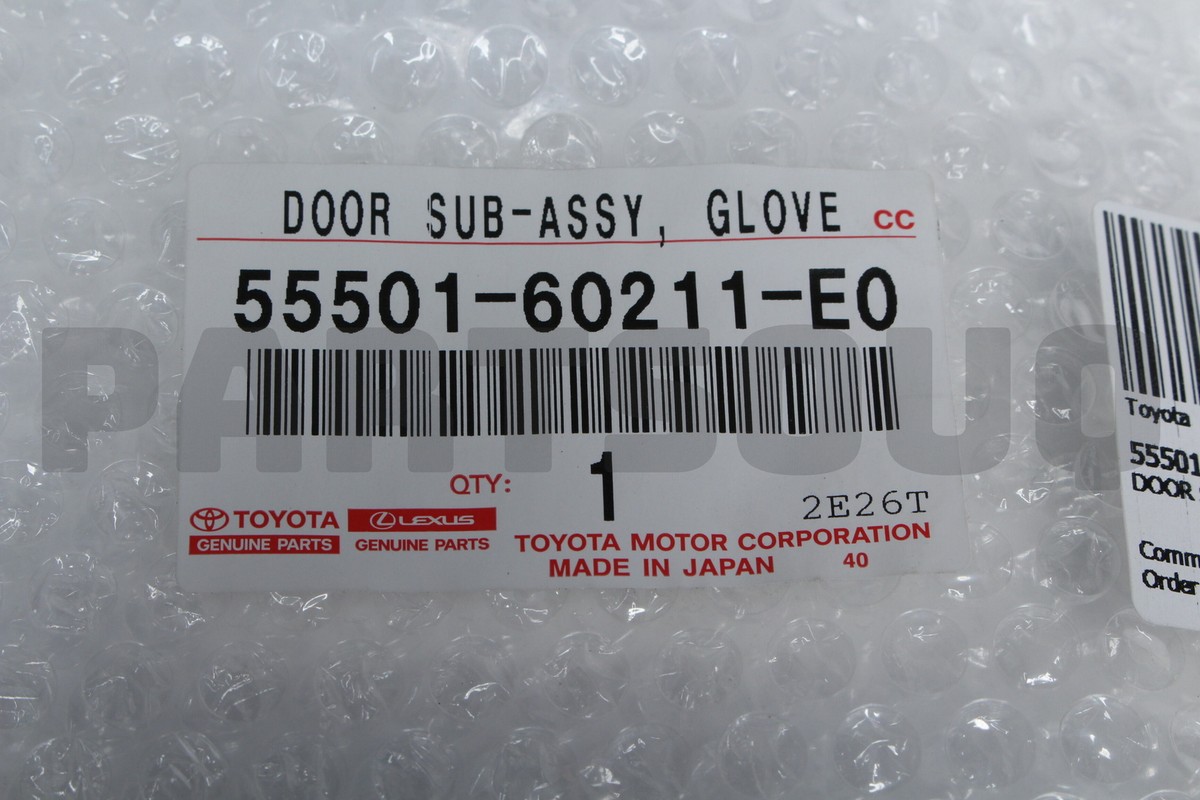 DOOR SUB-ASSY, GLOVE CC
55501-60211-E0
QTY: 1
2E26T
TOYOTA LEXUS
GENUINE PARTS GENUINE PARTS
TOYOTA MOTOR CORPORATION
MADE IN JAPAN 40
PARTSOUQ
Toyota
55501
DOOR
Comm
Order